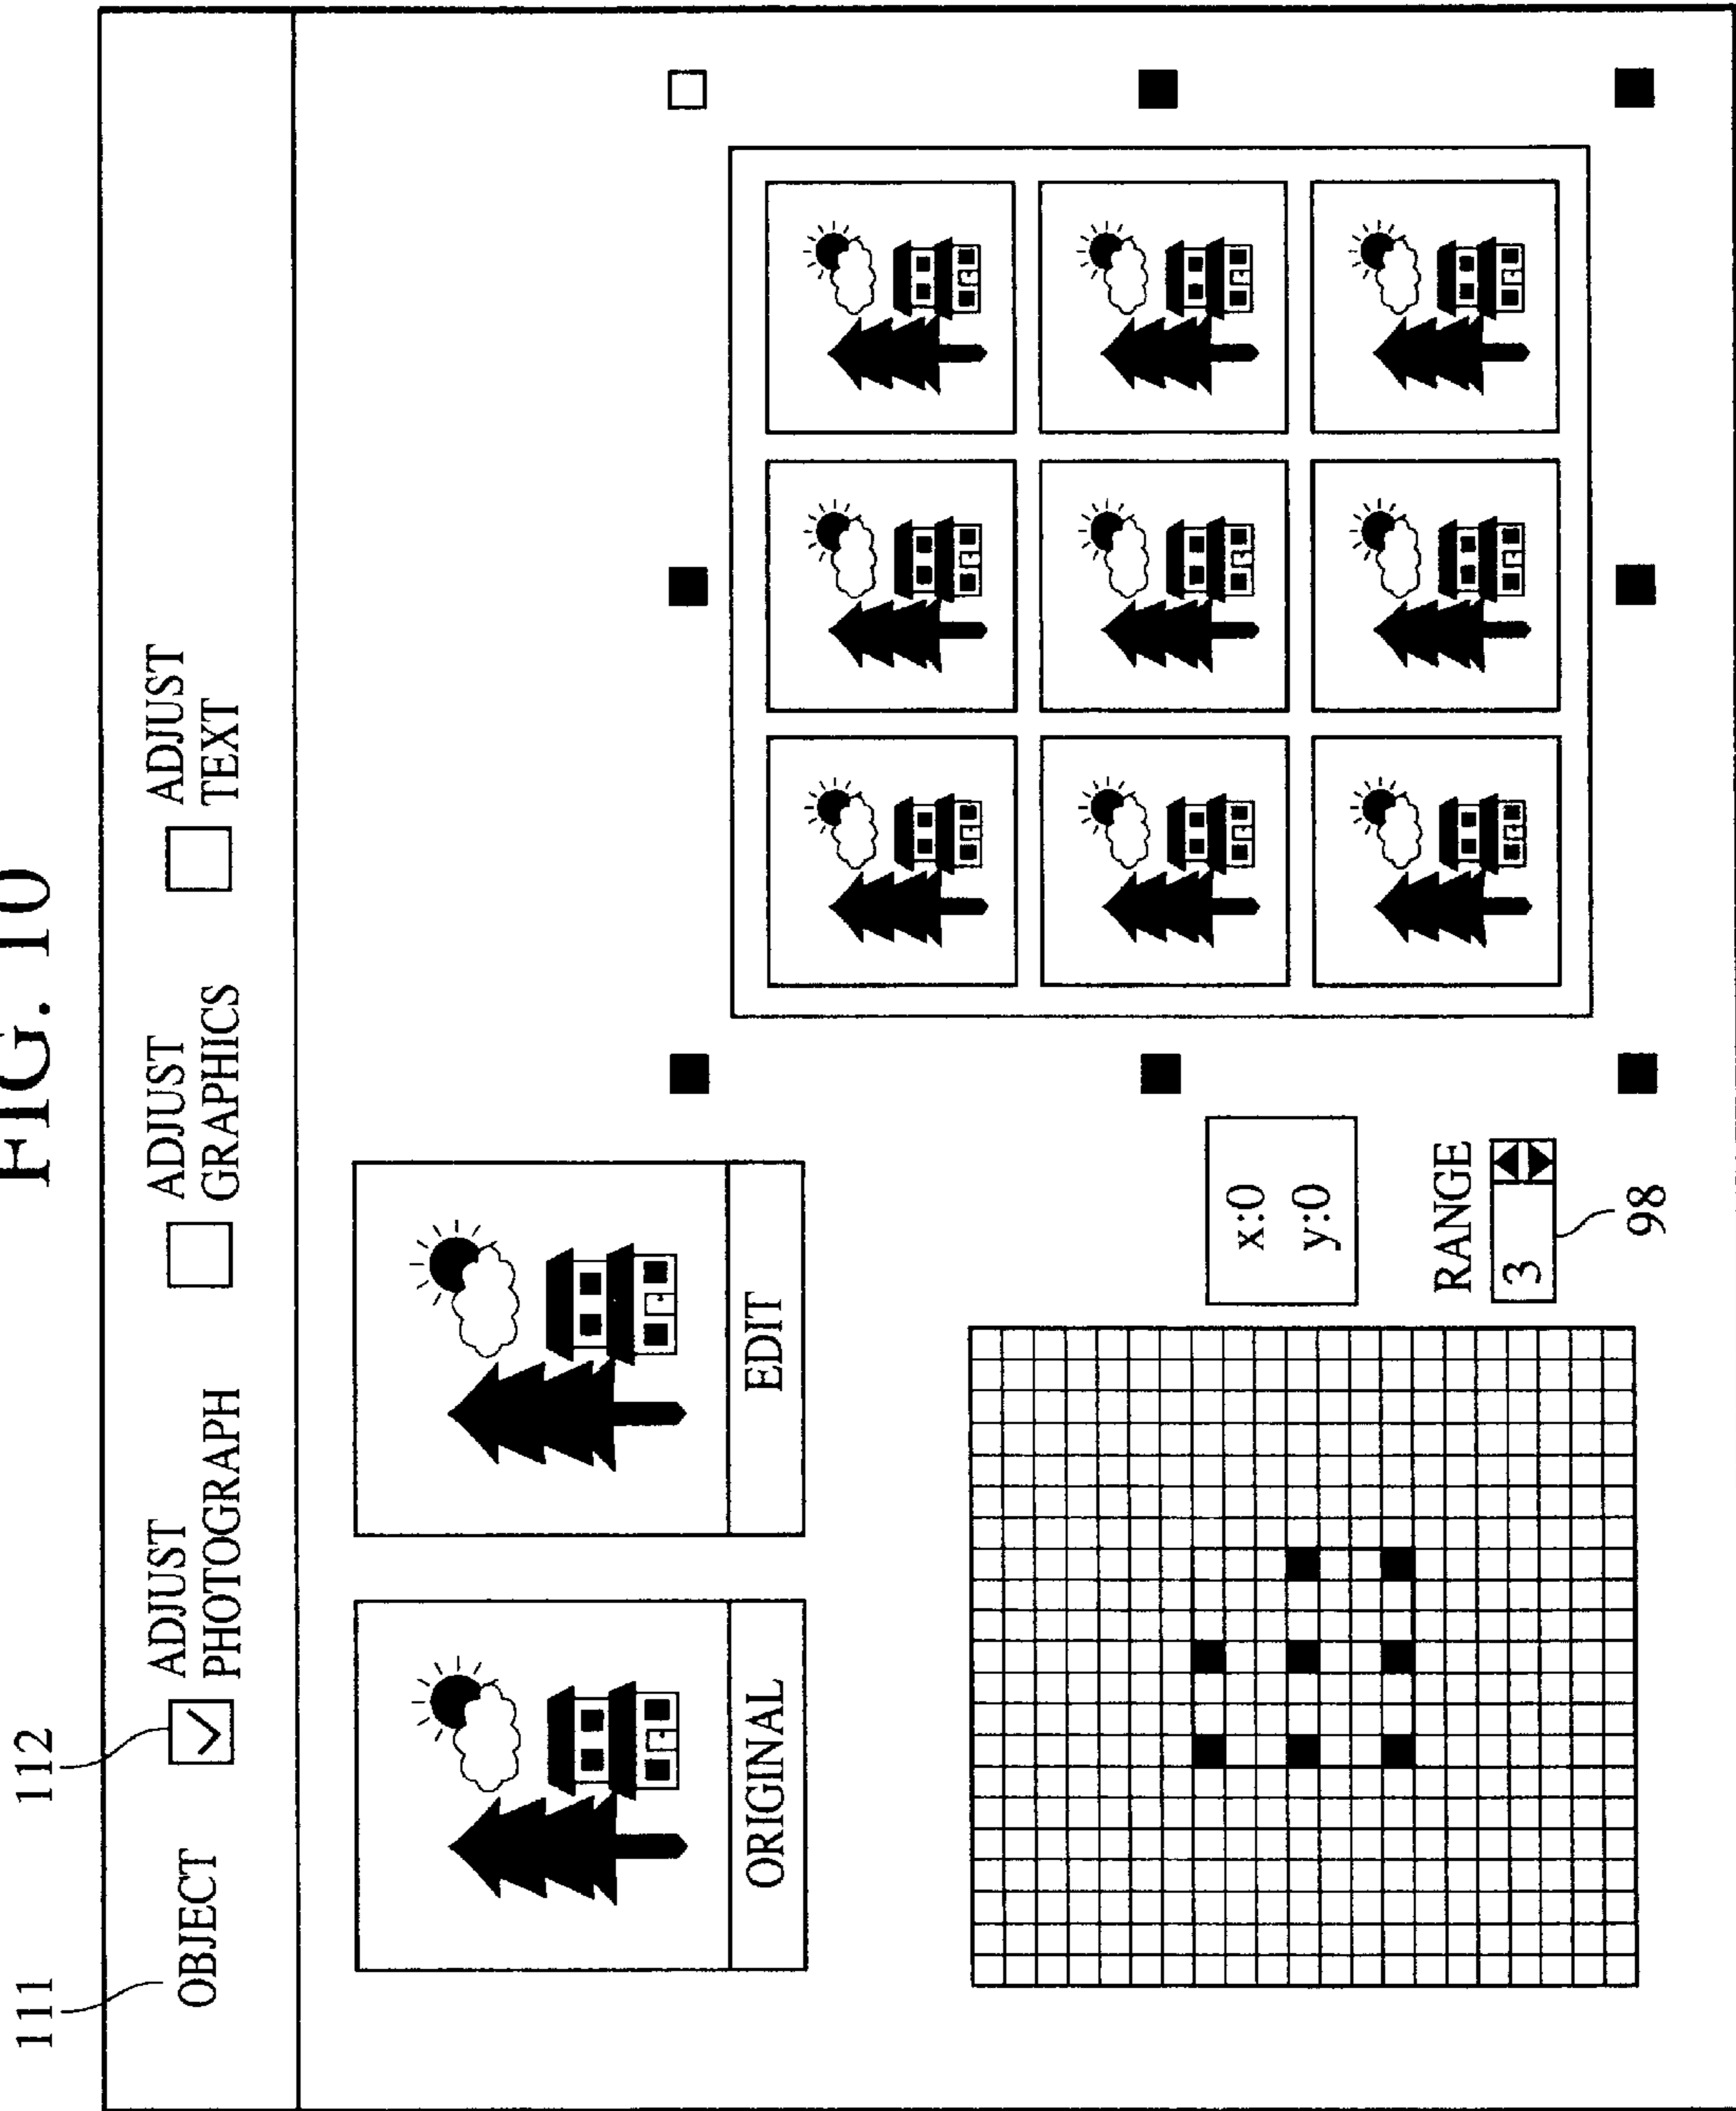 FIG. 10
111
112
OBJECT
ADJUST
PHOTOGRAPH
ADJUST
GRAPHICS
ADJUST
TEXT
ORIGINAL
EDIT
x:0
y:0
RANGE
3
98